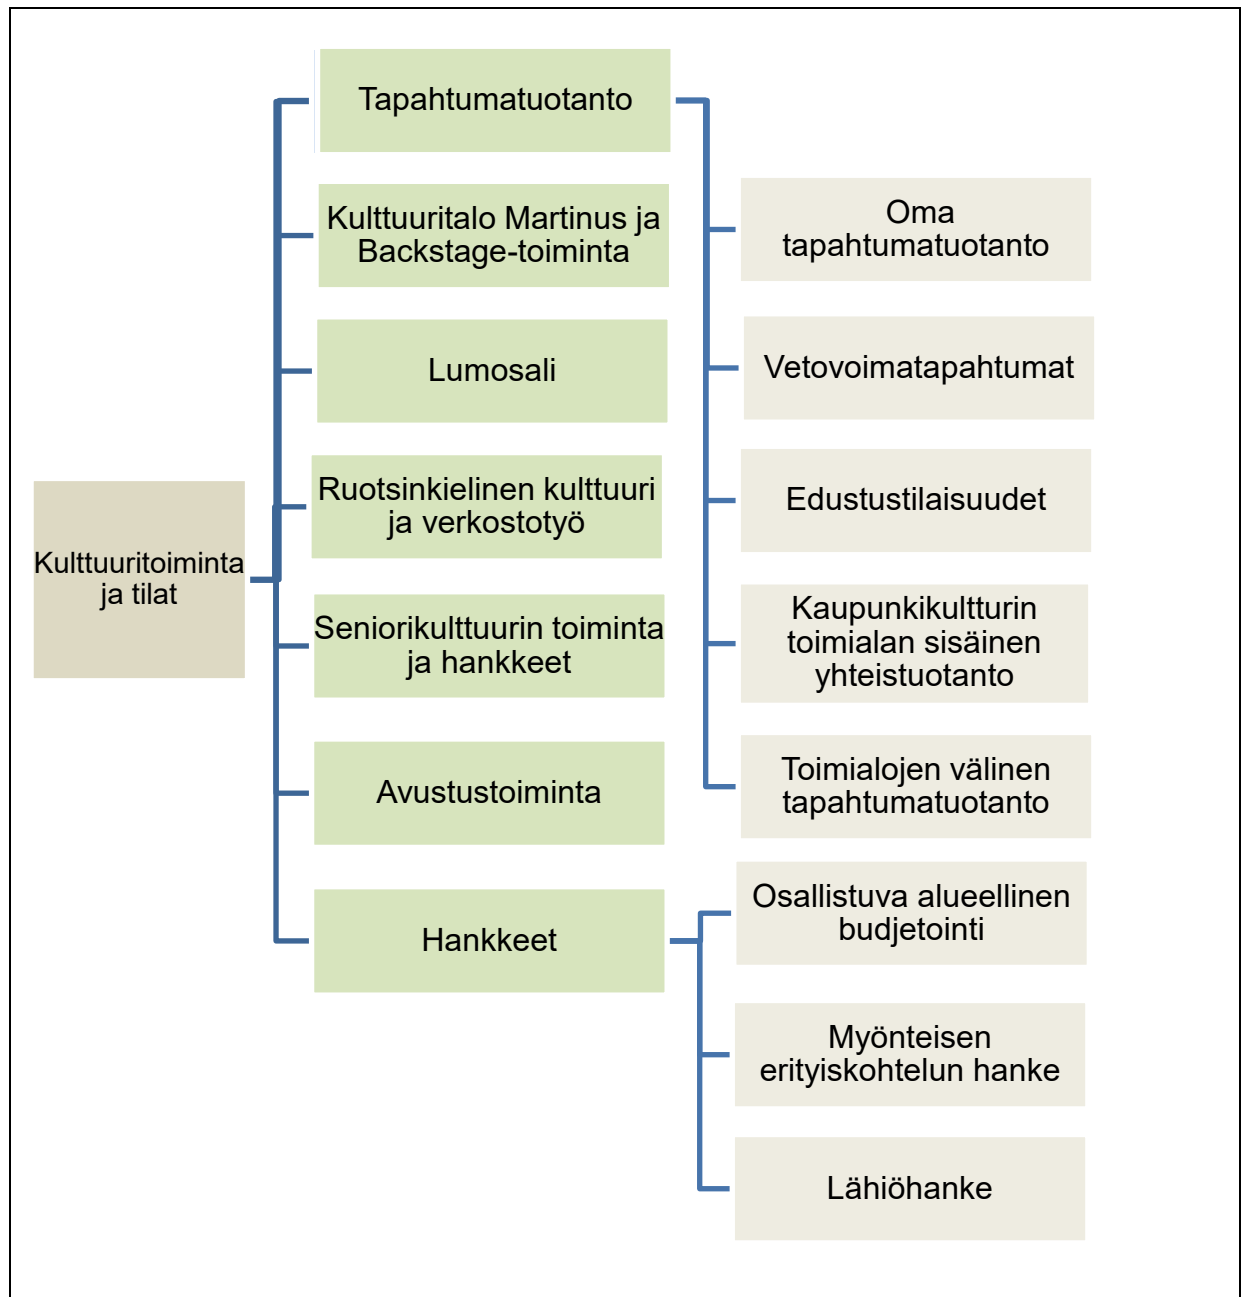 Kulttuuritoiminta
ja tilat
Tapahtumatuotanto
Kulttuuritalo Martinus ja
Backstage-toiminta
Lumosali
Ruotsinkielinen kulttuuri
ja verkostotyö
Seniorikulttuurin toiminta
ja hankkeet
Avustustoiminta
Hankkeet
Oma
tapahtumatuotanto
Vetovoimatapahtumat
Edustustilaisuudet
Kaupunkikultturin
toimialan sisäinen
yhteistuotanto
Toimialojen välinen
tapahtumatuotanto
Osallistuva alueellinen
budjetointi
Myönteisen
erityiskohtelun hanke
Lähiöhanke